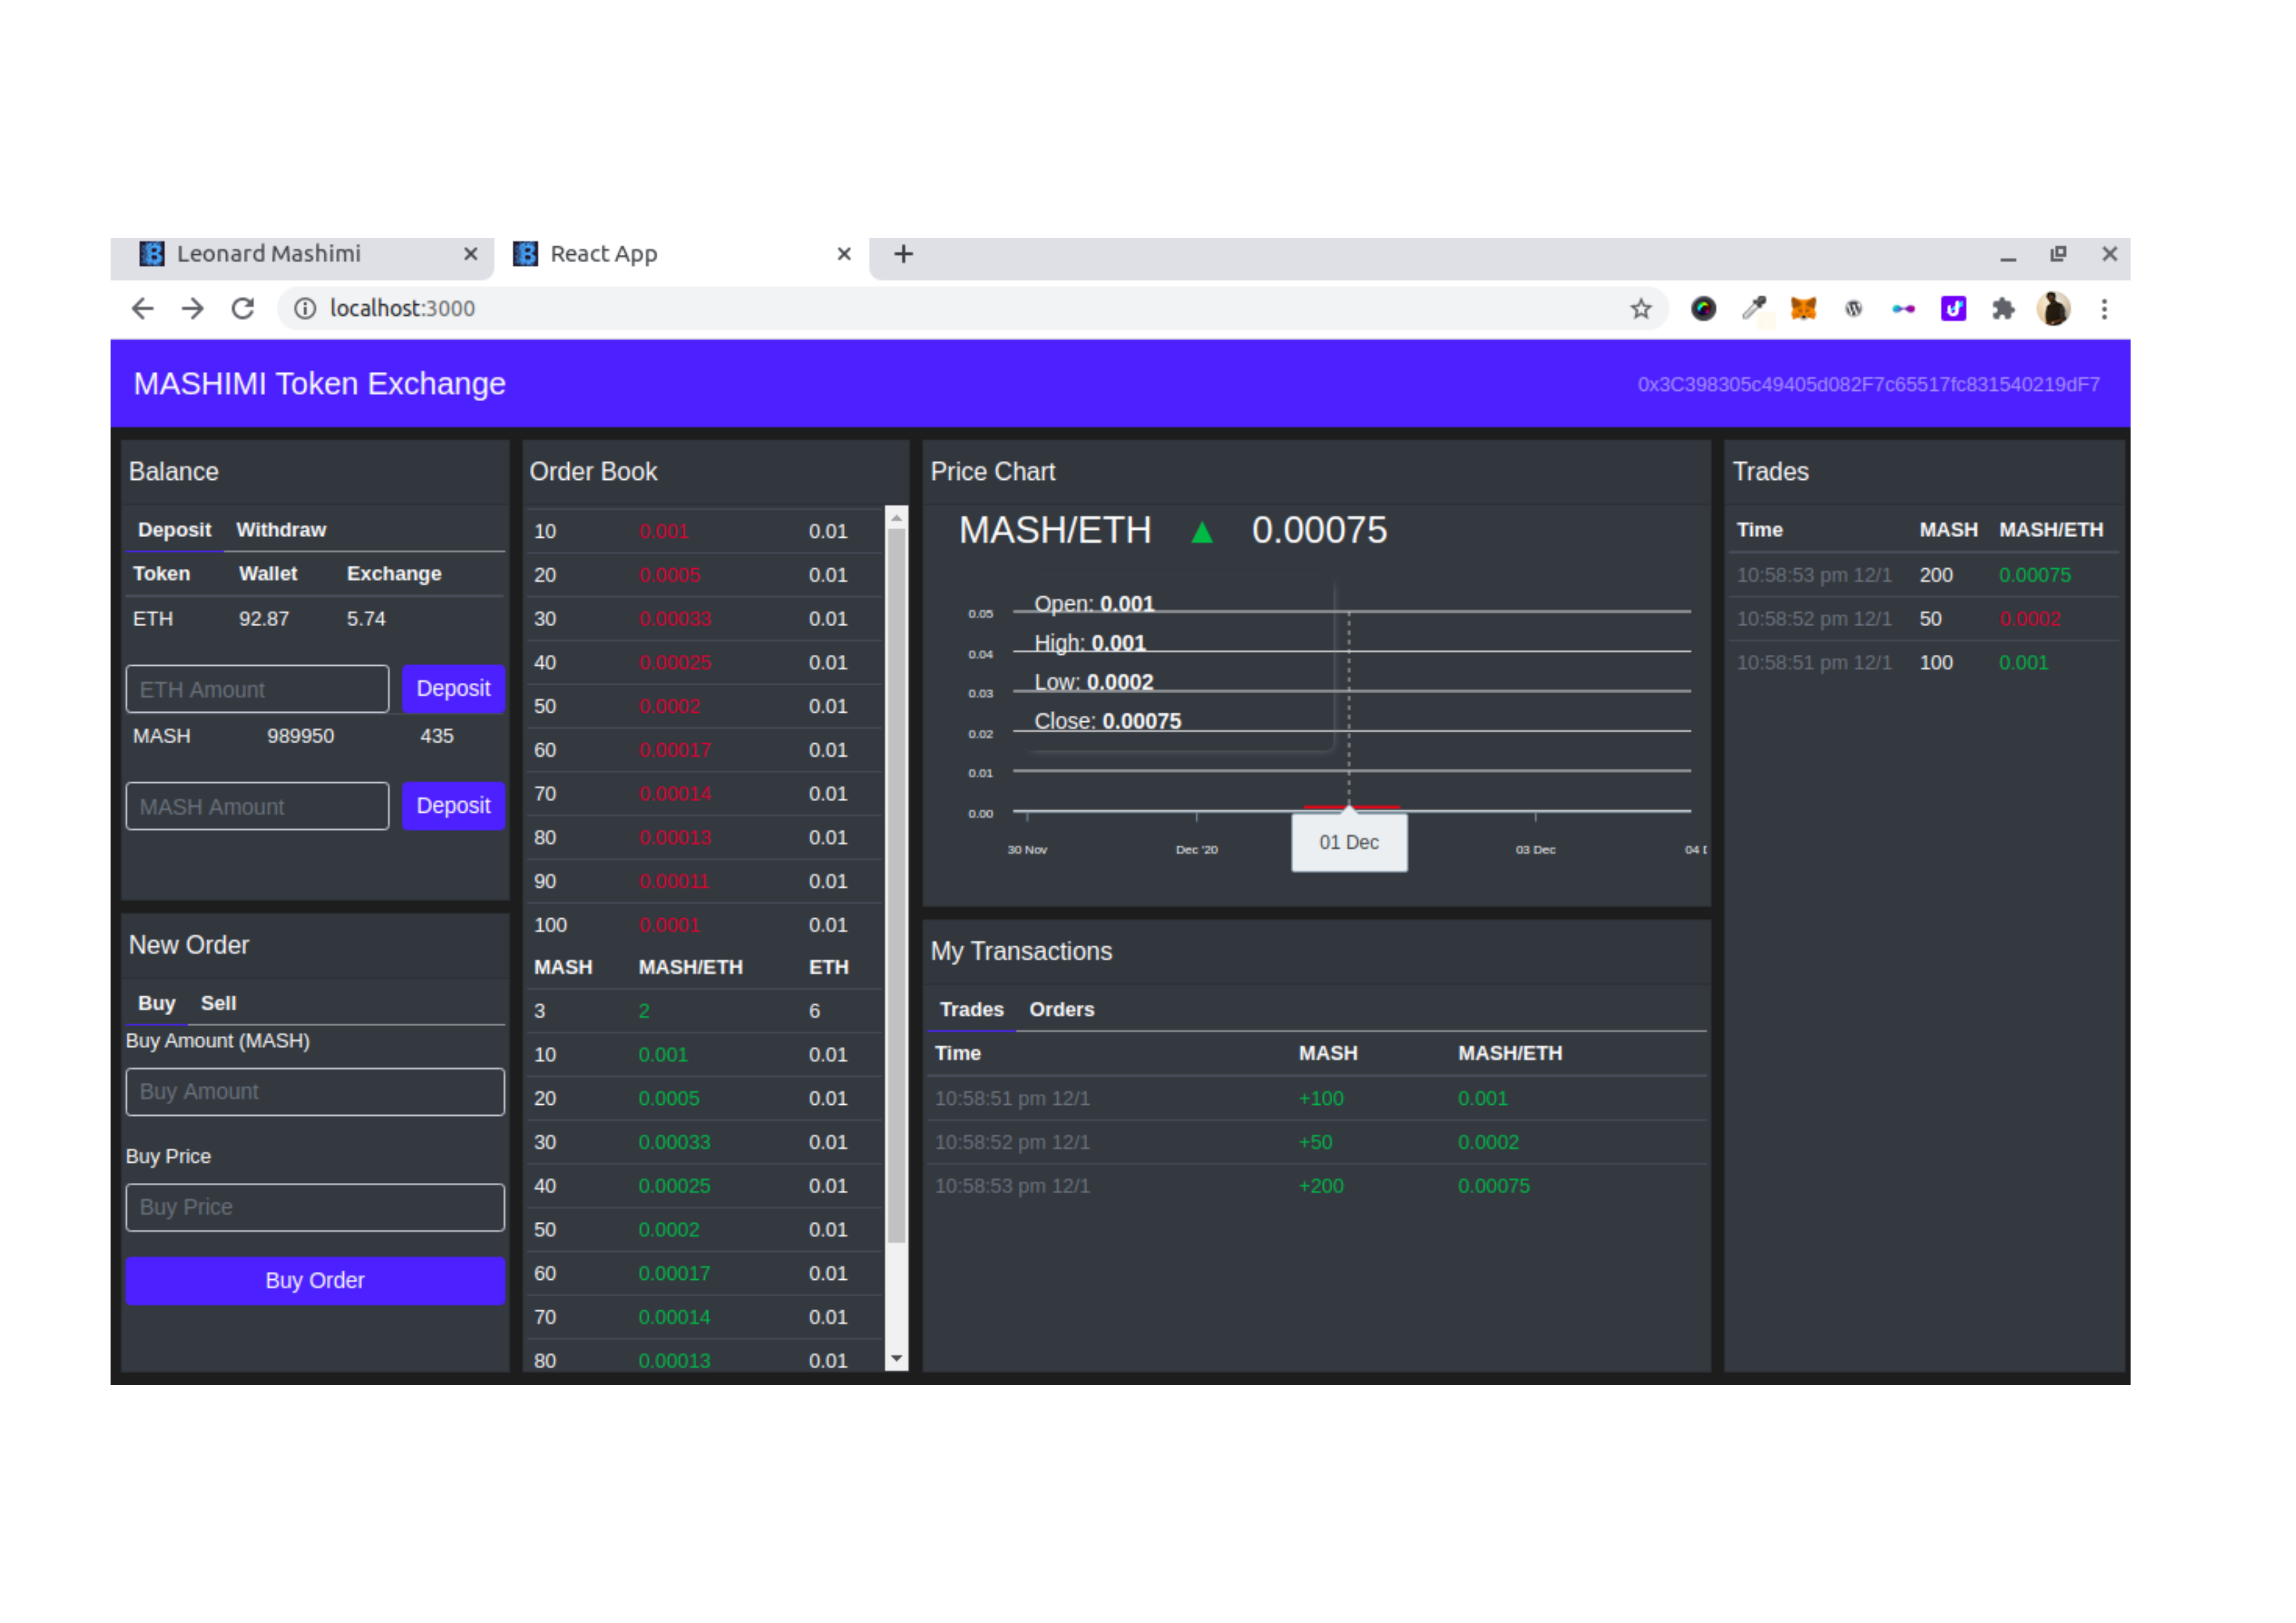 Leonard Mashimi
React App
localhost:3000
MASHIMI Token Exchange
0x3C398305c49405d082F7c65517fc831540219dF7
Balance
Deposit Withdraw
Token Wallet Exchange
ETH 92.87 5.74
ETH Amount Deposit
MASH 989950 435
MASH Amount Deposit
New Order
Buy Sell
Buy Amount (MASH)
Buy Amount
Buy Price
Buy Price
Buy Order
Order Book
10 0.001 0.01
20 0.0005 0.01
30 0.00033 0.01
40 0.00025 0.01
50 0.0002 0.01
60 0.00017 0.01
70 0.00014 0.01
80 0.00013 0.01
90 0.00011 0.01
100 0.0001 0.01
MASH MASH/ETH ETH
3 2 6
10 0.001 0.01
20 0.0005 0.01
30 0.00033 0.01
40 0.00025 0.01
50 0.0002 0.01
60 0.00017 0.01
70 0.00014 0.01
80 0.00013 0.01
Price Chart
MASH/ETH ▲ 0.00075
Open: 0.001
High: 0.001
Low: 0.0002
Close: 0.00075
0.05
0.04
0.03
0.02
0.01
0.00
30 Nov Dec '20 01 Dec 03 Dec 04
My Transactions
Trades Orders
Time MASH MASH/ETH
10:58:51 pm 12/1 +100 0.001
10:58:52 pm 12/1 +50 0.0002
10:58:53 pm 12/1 +200 0.00075
Trades
Time MASH MASH/ETH
10:58:53 pm 12/1 200 0.00075
10:58:52 pm 12/1 50 0.0002
10:58:51 pm 12/1 100 0.001